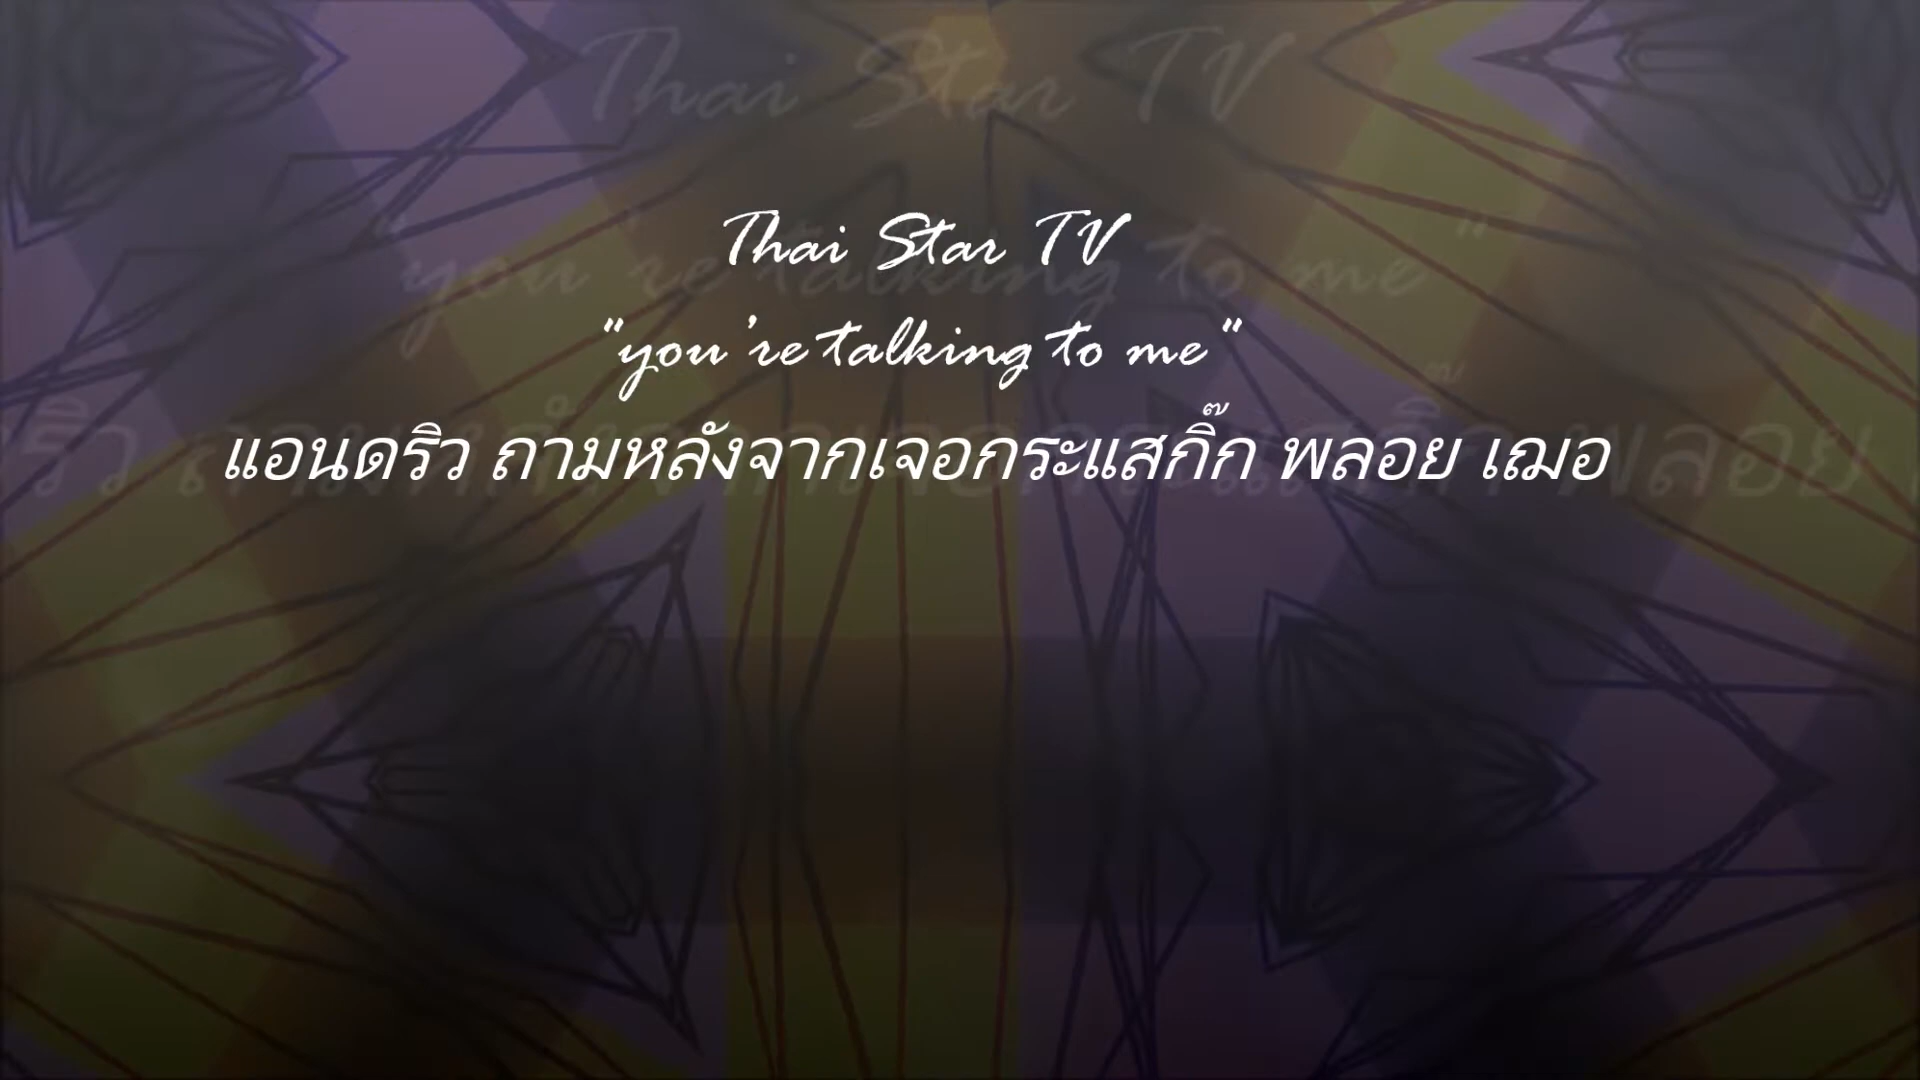 Thai Star TV
"you're talking to me"
แอนดริว ถามหลังจากเจอกระแสกิ๊ก พลอย เฌอ